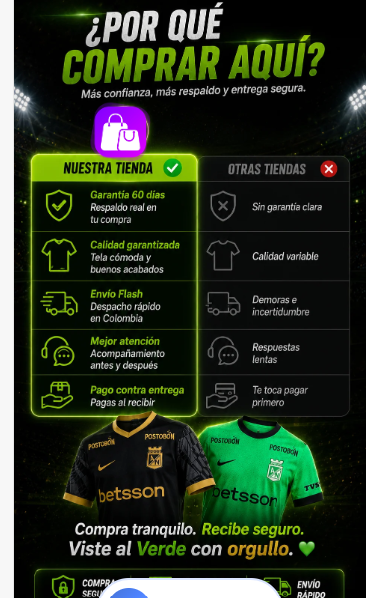 ¿POR QUÉ
COMPRAR AQUÍ?
Más confianza, más respaldo y entrega segura.
NUESTRA TIENDA
OTRAS TIENDAS
Garantía 60 días
Respaldo real en
tu compra
Sin garantía clara
Calidad garantizada
Tela cómoda y
buenos acabados
Calidad variable
Envío Flash
Despacho rápido
en Colombia
Demoras e
incertidumbre
Mejor atención
Acompañamiento
antes y después
Respuestas
lentas
Pago contra entrega
Pagas al recibir
Te toca pagar
primero
POSTOBÓN
POSTOBÓN
betsson
POSTOBÓN
POSTOBÓN
betsson
Compra tranquilo. Recibe seguro.
Viste al Verde con orgullo.
COMPRA
ENVÍO
RÁPIDO